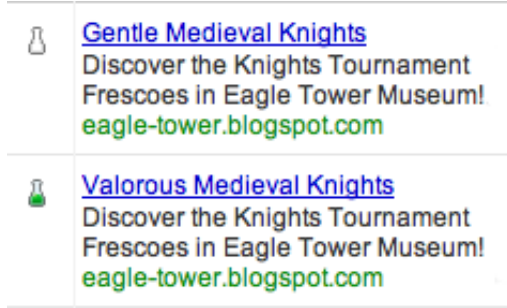 Gentle Medieval Knights
Discover the Knights Tournament
Frescoes in Eagle Tower Museum!
eagle-tower.blogspot.com
Valorous Medieval Knights
Discover the Knights Tournament
Frescoes in Eagle Tower Museum!
eagle-tower.blogspot.com